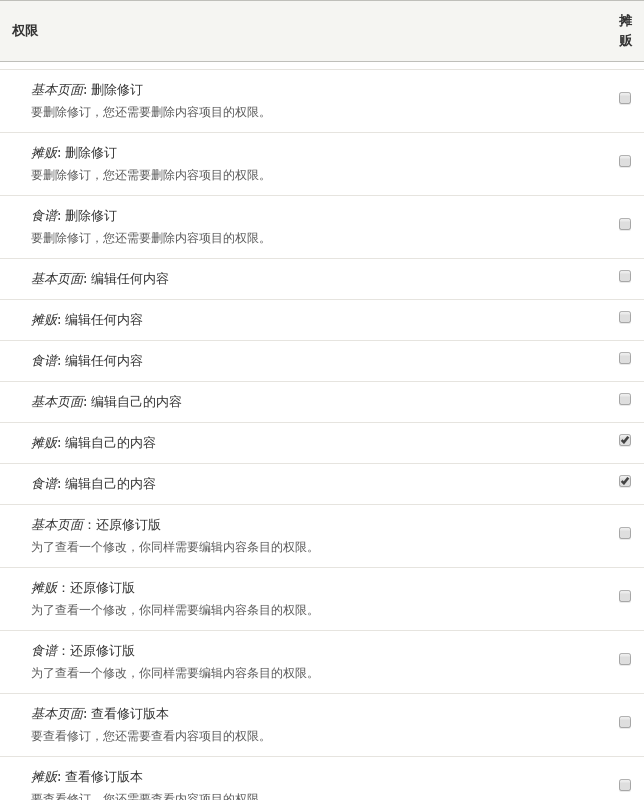 权限
摊
贩
基本页面: 删除修订
要删除修订，您还需要删除内容项目的权限。
摊贩: 删除修订
要删除修订，您还需要删除内容项目的权限。
食谱: 删除修订
要删除修订，您还需要删除内容项目的权限。
基本页面: 编辑任何内容
摊贩: 编辑任何内容
食谱: 编辑任何内容
基本页面: 编辑自己的内容
摊贩: 编辑自己的内容
食谱: 编辑自己的内容
基本页面：还原修订版
为了查看一个修改，你同样需要编辑内容条目的权限。
摊贩：还原修订版
为了查看一个修改，你同样需要编辑内容条目的权限。
食谱：还原修订版
为了查看一个修改，你同样需要编辑内容条目的权限。
基本页面: 查看修订版本
要查看修订，您还需要查看内容项目的权限。
摊贩: 查看修订版本
要查看修订，您还需要查看内容项目的权限。